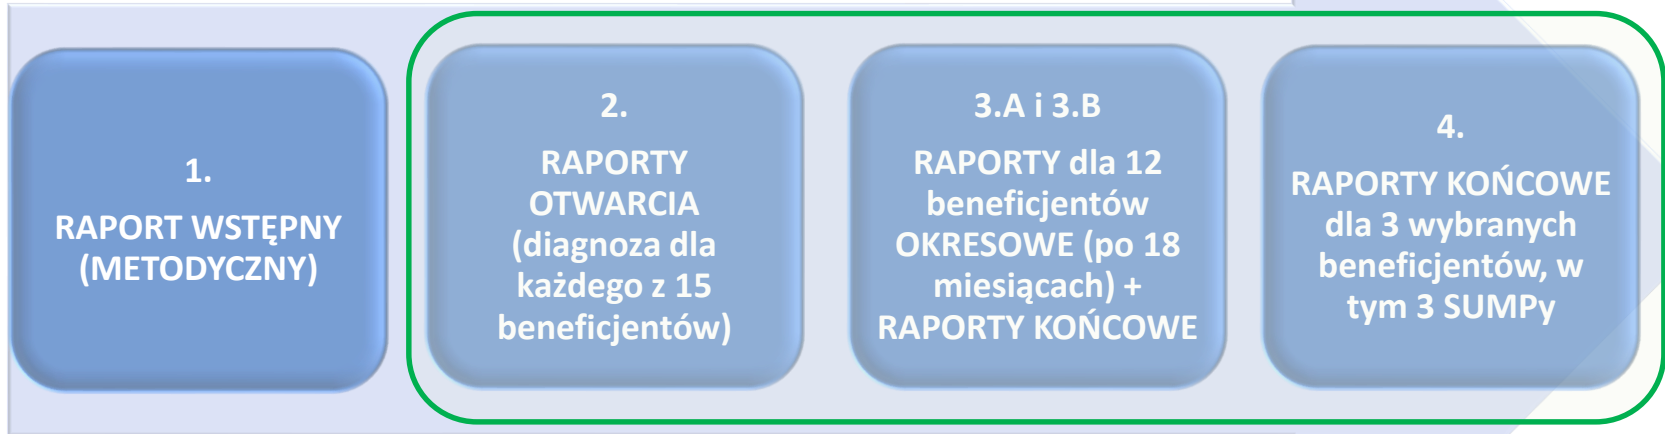 1.
RAPORT WSTĘPNY
(METODYCZNY)
2.
RAPORTY
OTWARCIA
(diagnoza dla
każdego z 15
beneficjentów)
3.A i 3.B
RAPORTY dla 12
beneficjentów
OKRESOWE (po 18
miesiącach) +
RAPORTY KOŃCOWE
4.
RAPORTY KOŃCOWE
dla 3 wybranych
beneficjentów, w
tym 3 SUMPy